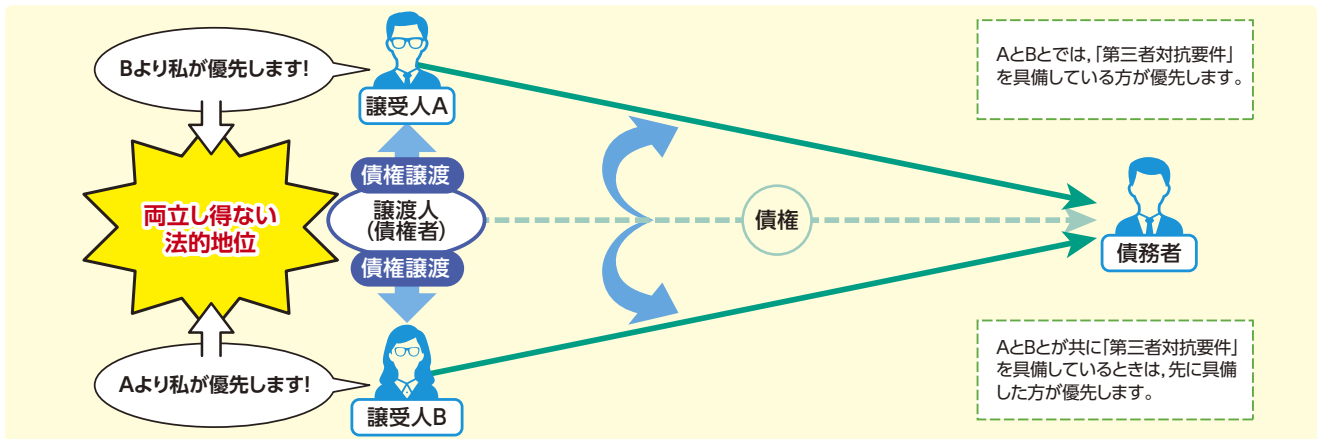 Bより私が優先します!
譲受人A
AとBとでは,「第三者対抗要件」
を具備している方が優先します。
両立し得ない
法的地位
債権譲渡
譲渡人
(債権者)
債権譲渡
債権
債務者
Aより私が優先します!
譲受人B
AとBとが共に「第三者対抗要件」
を具備しているときは,先に具備
した方が優先します。